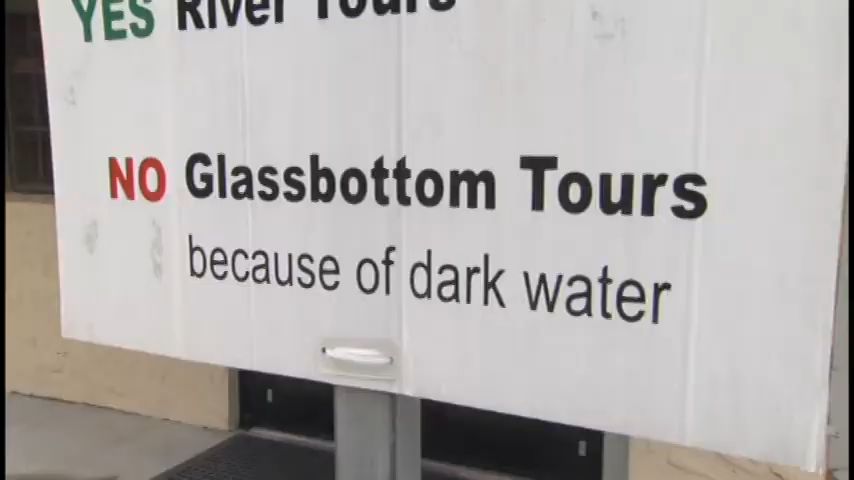 YES River Tours
NO Glassbottom Tours
because of dark water